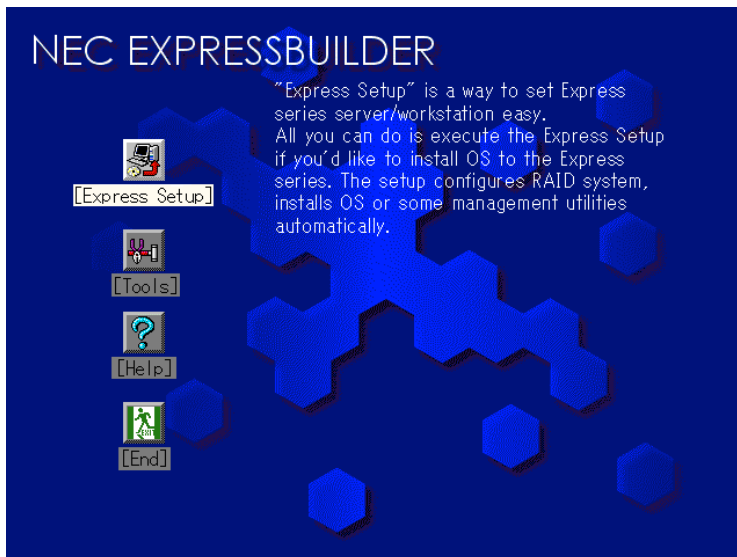 NEC EXPRESSBUILDER
"Express Setup" is a way to set Express
series server/workstation easy.
All you can do is execute the Express Setup
if you'd like to install OS to the Express
series. The setup configures RAID system,
installs OS or some management utilities
automatically.
[Express Setup]
[Tools]
[Help]
EXIT
[End]